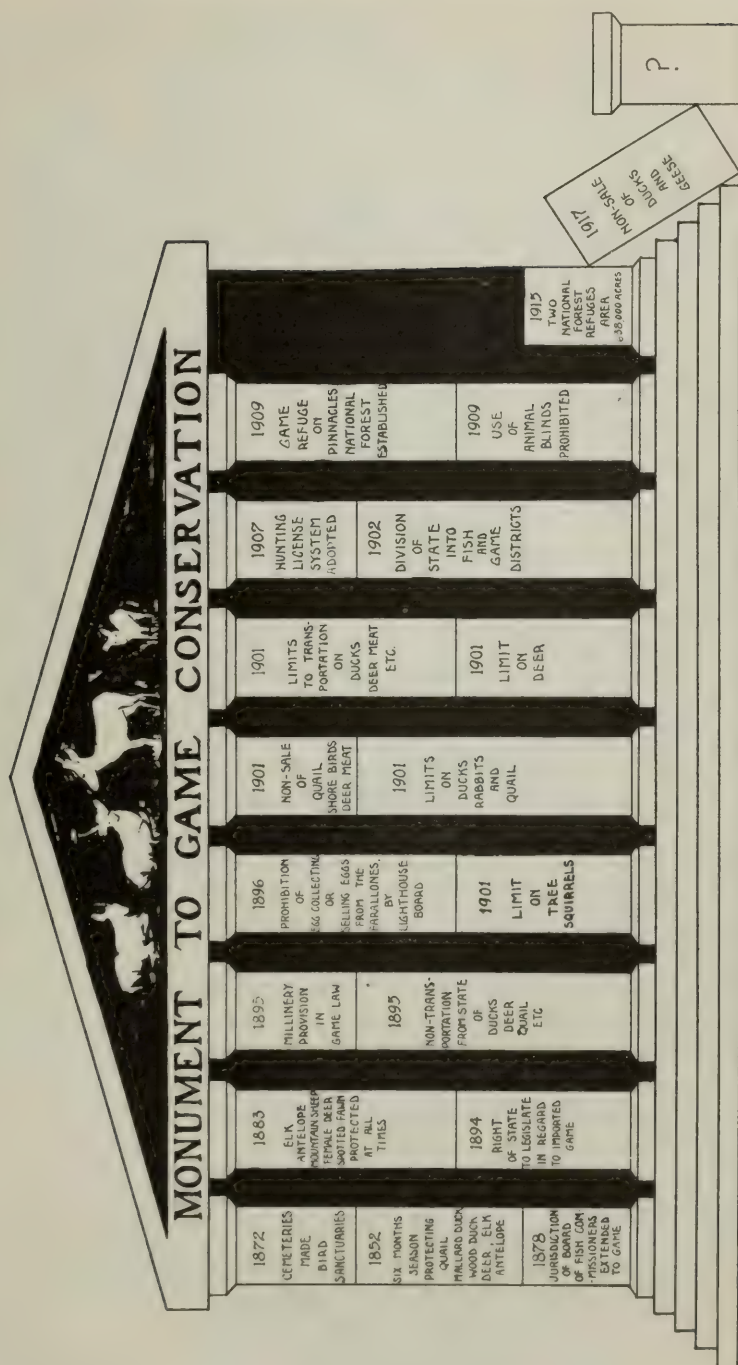 MONUMENT TO GAME CONSERVATION
1872
CEMETERIES
MADE
BIRD
SANCTUARIES
1852
SIX MONTHS
SEASON
PROTECTING
QUAIL
MALLARD DUCK
WOOD DUCK
DEER ELK
ANTELOPE
1878
JURISDICTION
OF BOARD
OF FISH COM
-MISSIONERS
EXTENDED
TO GAME
1883
ELK
ANTELOPE
MOUNTAIN SHEEP
FEMALE DEER
SPOTTED FAWN
PROTECTED
AT ALL
TIMES
1894
RIGHT
OF STATE
TO LEGISLATE
IN REGARD
TO IMPORTED
GAME
1895
MILLINERY
PROVISION
IN
GAME LAW
1895
NON-TRANS-
PORTATION
FROM STATE
OF
DUCKS
DEER
QUAIL
ETC
1896
PROHIBITION
OF
EGG COLLECTING
OR
SELLING EGGS
FROM THE
FARALLONES,
BY
LIGHTHOUSE
BOARD
1901
LIMIT
ON
TREE
SQUIRRELS
1901
NON-SALE
OF
QUAIL
SHORE BIRDS
DEER MEAT
1901
LIMITS
ON
DUCKS
RABBITS
AND
QUAIL
1901
LIMITS
TO TRANS-
PORTATION
ON
DUCKS
DEER MEAT
ETC.
1901
LIMIT
ON
DEER
1907
HUNTING
LICENSE
SYSTEM
ADOPTED
1902
DIVISION
OF
STATE
INTO
FISH
AND
GAME
DISTRICTS
1909
GAME
REFUGE
ON
PINNACLES
NATIONAL
FOREST
ESTABLISHED
1909
USE
OF
ANIMAL
BLINDS
PROHIBITED
1915
TWO
NATIONAL
FOREST
REFUGES
AREA
ACRES
1917
NON-SALE
OF
DUCKS
AND
GEESE
?